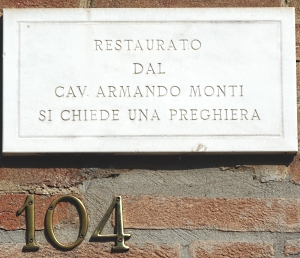 RESTAURATO
DAL
CAV. ARMANDO MONTI
SI CHIEDE UNA PREGHIERA
104